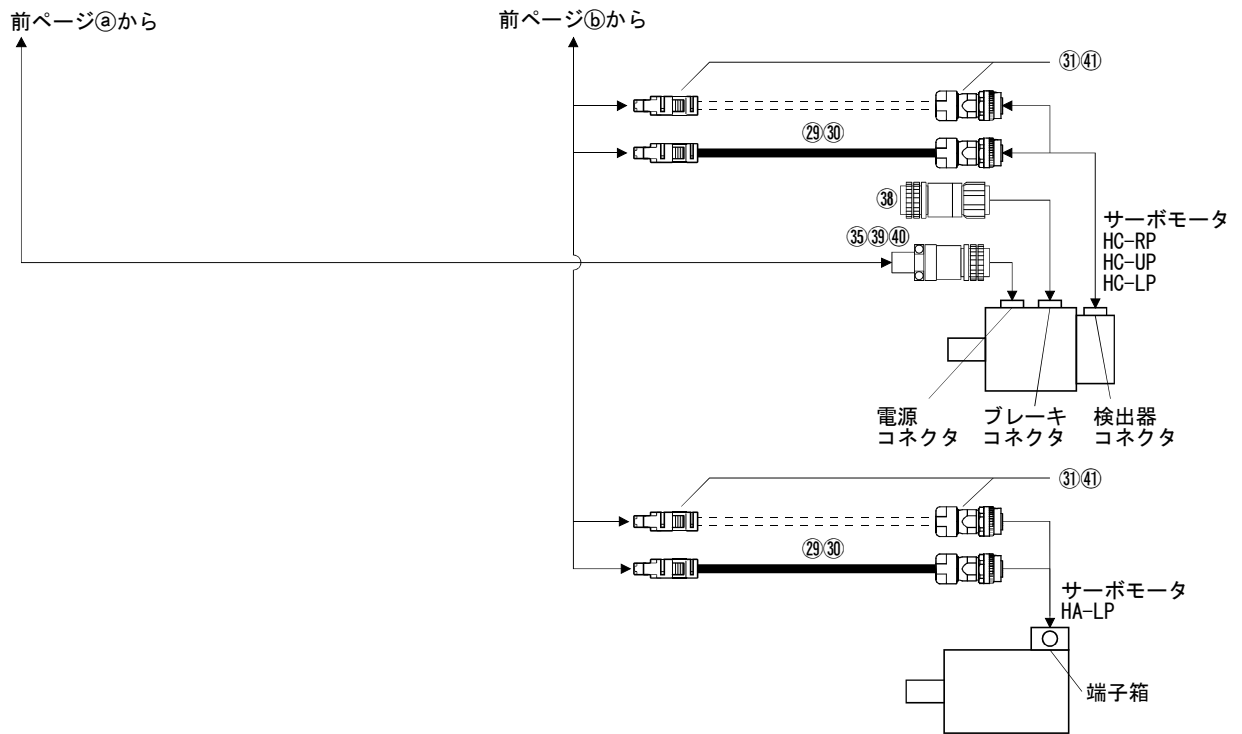 前ページⓐから
前ページⓑから
㉛㊶
㉙㉚
㊳
㉟㊴㊵
サーボモータ
HC-RP
HC-UP
HC-LP
電源
コネクタ
ブレーキ
コネクタ
検出器
コネクタ
㉛㊶
㉙㉚
サーボモータ
HA-LP
端子箱